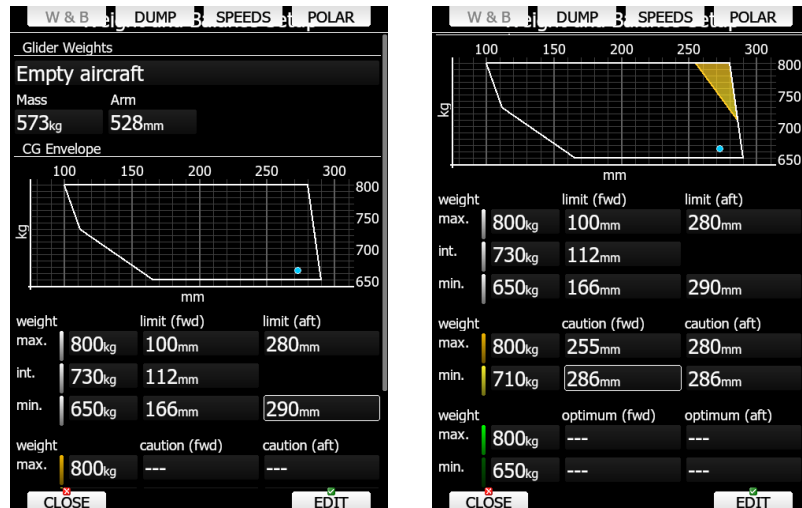 W & B DUMP SPEEDS POLAR
Weight and Balance Setup
Glider Weights
Empty aircraft
Mass Arm
573kg 528mm
CG Envelope
100 150 200 250 300
800
750
kg
700
650
mm
weight limit (fwd) limit (aft)
max. 800kg 100mm 280mm
int. 730kg 112mm
min. 650kg 166mm 290mm
weight caution (fwd) caution (aft)
max. 800kg --- ---
CLOSE EDIT
W & B DUMP SPEEDS POLAR
100 150 200 250 300
800
750
kg
700
650
mm
weight limit (fwd) limit (aft)
max. 800kg 100mm 280mm
int. 730kg 112mm
min. 650kg 166mm 290mm
weight caution (fwd) caution (aft)
max. 800kg 255mm 280mm
min. 710kg 286mm 286mm
weight optimum (fwd) optimum (aft)
max. 800kg --- ---
min. 650kg --- ---
CLOSE EDIT